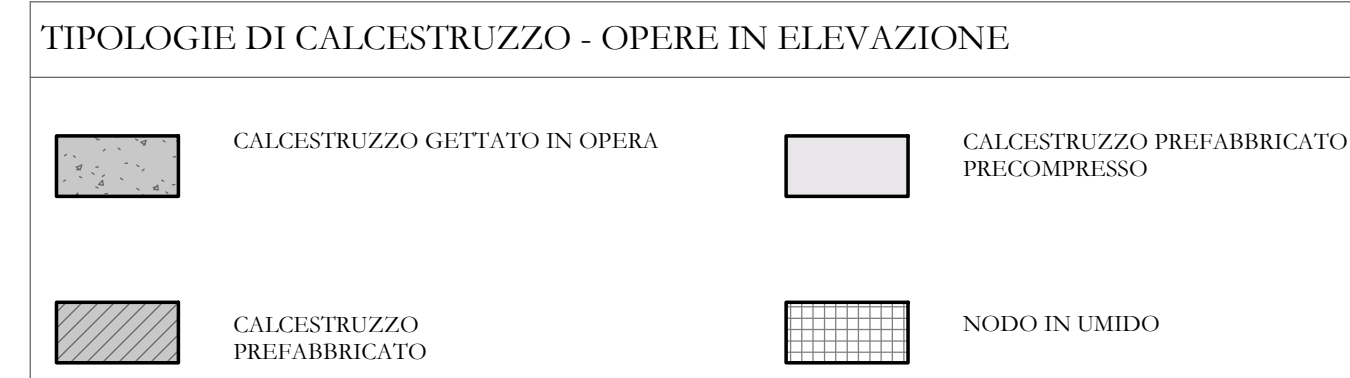 TIPOLOGIE DI CALCESTRUZZO - OPERE IN ELEVAZIONE
CALCESTRUZZO GETTATO IN OPERA
CALCESTRUZZO PREFABBRICATO
PRECOMPRESSO
CALCESTRUZZO
PREFABBRICATO
NODO IN UMIDO